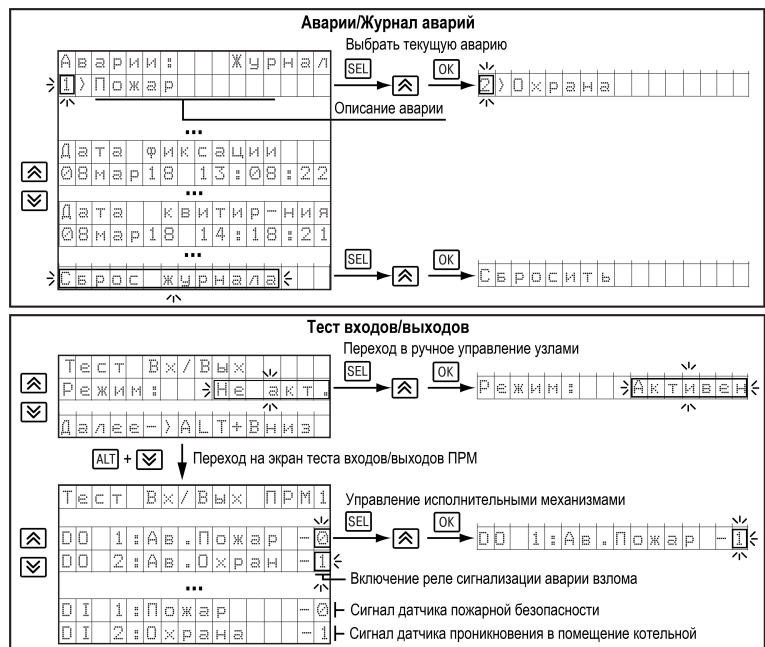 Аварии/Журнал аварий
Выбрать текущую аварию
Аварии: Журнал
1>Пожар
SEL
OK
2>Охрана
Описание аварии
...
Дата фиксации
08мар18 13:08:22
...
Дата квитир-ния
08мар18 14:18:21
...
Сброс журнала
SEL
OK
Сбросить
Тест входов/выходов
Переход в ручное управление узлами
Тест Вх/Вых
Режим: Не акт.
SEL
OK
Режим: Активен
Далее->ALT+Вниз
ALT +
Переход на экран теста входов/выходов ПРМ
Тест Вх/Вых ПРМ1
Управление исполнительными механизмами
DO 1:Ав.Пожар -0
SEL
OK
DO 1:Ав.Пожар -1
DO 2:Ав.Охран -1
Включение реле сигнализации аварии взлома
...
DI 1:Пожар -0
Сигнал датчика пожарной безопасности
DI 2:Охрана -1
Сигнал датчика проникновения в помещение котельной